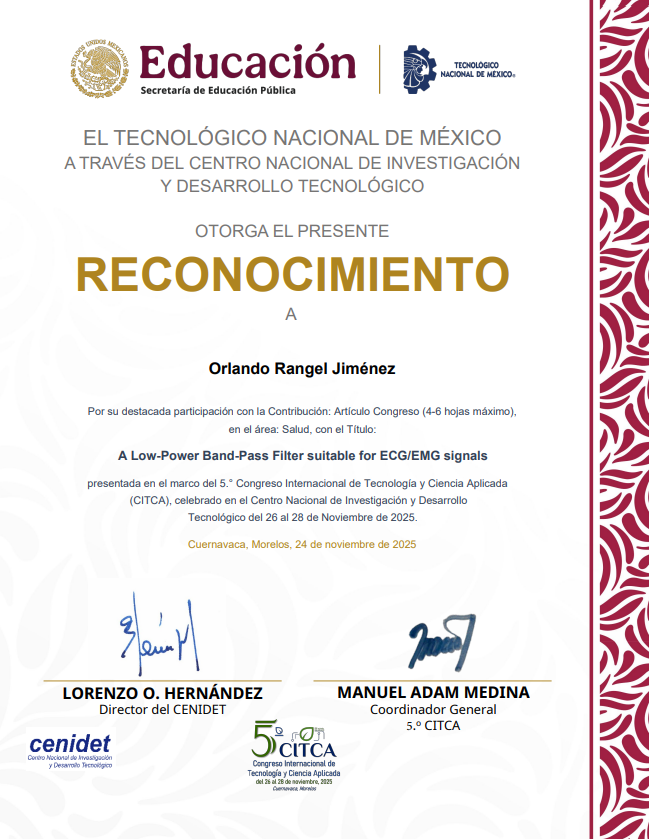 ESTADOS UNIDOS MEXICANOS
Educación
Secretaría de Educación Pública
TECNOLÓGICO
NACIONAL DE MÉXICO®
EL TECNOLÓGICO NACIONAL DE MÉXICO
A TRAVÉS DEL CENTRO NACIONAL DE INVESTIGACIÓN
Y DESARROLLO TECNOLÓGICO
OTORGA EL PRESENTE
RECONOCIMIENTO
A
Orlando Rangel Jiménez
Por su destacada participación con la Contribución: Artículo Congreso (4-6 hojas máximo),
en el área: Salud, con el Título:
A Low-Power Band-Pass Filter suitable for ECG/EMG signals
presentada en el marco del 5.° Congreso Internacional de Tecnología y Ciencia Aplicada
(CITCA), celebrado en el Centro Nacional de Investigación y Desarrollo
Tecnológico del 26 al 28 de Noviembre de 2025.
Cuernavaca, Morelos, 24 de noviembre de 2025
LORENZO O. HERNÁNDEZ
Director del CENIDET
MANUEL ADAM MEDINA
Coordinador General
5.º CITCA
cenidet
Centro Nacional de Investigación
y Desarrollo Tecnológico
5º CITCA
Congreso Internacional de
Tecnología y Ciencia Aplicada
del 26 al 28 de noviembre, 2025
Cuernavaca, Morelos